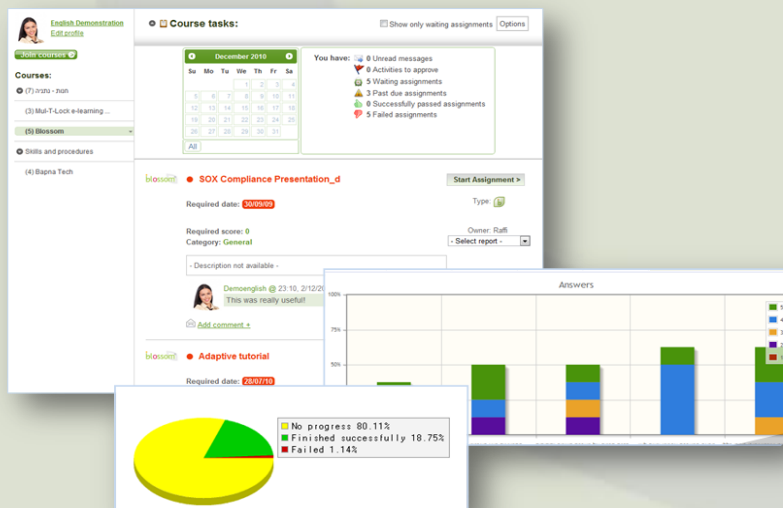 English Demonstration
Edit profile
Join courses
Courses:
(7) חנות - נתניה
(3) Mul-T-Lock e-learning ...
(5) Blossom
Skills and procedures
(4) Bapna Tech
Course tasks:
Show only waiting assignments
Options
December 2010
Su Mo Tu We Th Fr Sa
1 2 3 4
5 6 7 8 9 10 11
12 13 14 15 16 17 18
19 20 21 22 23 24 25
26 27 28 29 30 31
All
You have:
0 Unread messages
0 Activities to approve
5 Waiting assignments
3 Past due assignments
0 Successfully passed assignments
5 Failed assignments
blossom
SOX Compliance Presentation_d
Start Assignment >
Required date: 30/09/09
Type:
Required score: 0
Category: General
Owner: Raffi
- Select report -
- Description not available -
Demoenglish @ 23:10, 2/12/20
This was really useful!
Add comment +
blossom
Adaptive tutorial
Required date: 28/07/10
Answers
100%
75%
50%
No progress 80.11%
Finished successfully 18.75%
Failed 1.14%